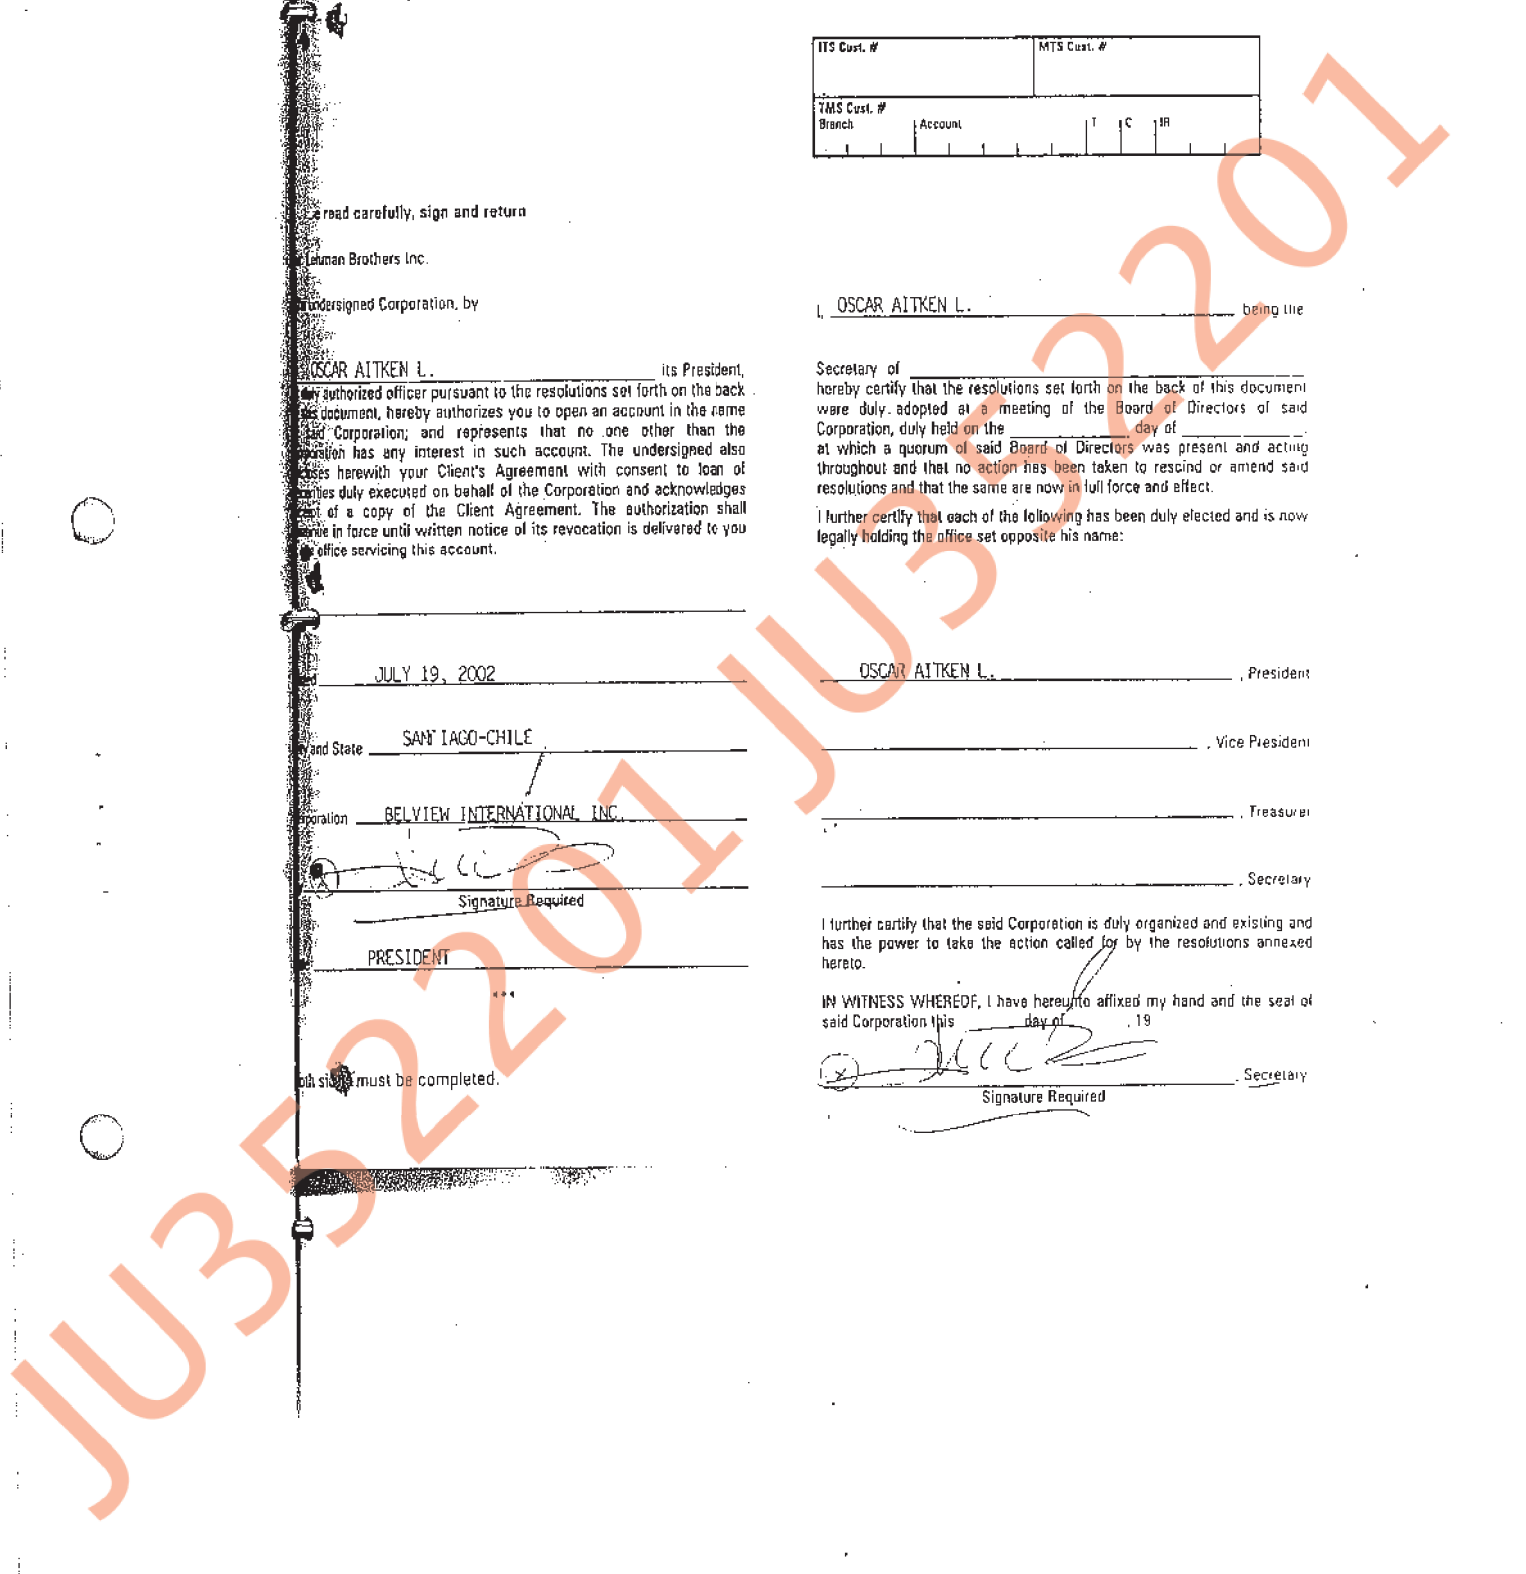 ITS Cust. #
MTS Cust. #
TMS Cust. #
Branch
Account
T
C
IR
read carefully, sign and return
Lehman Brothers Inc.
undersigned Corporation, by
OSCAR AITKEN L. its President,
authorized officer pursuant to the resolutions set forth on the back
document, hereby authorizes you to open an account in the name
said Corporation; and represents that no one other than the
has any interest in such account. The undersigned also
herewith your Client's Agreement with consent to loan of
duly executed on behalf of the Corporation and acknowledges
of a copy of the Client Agreement. The authorization shall
in force until written notice of its revocation is delivered to you
office servicing this account.
JULY 19, 2002
and State SANTIAGO-CHILE
BELVIEW INTERNATIONAL INC.
Signature Required
PRESIDENT
must be completed.
I, OSCAR AITKEN L. being the
Secretary of
hereby certify that the resolutions set forth on the back of this document
were duly adopted at a meeting of the Board of Directors of said
Corporation, duly held on the day of
at which a quorum of said Board of Directors was present and acting
throughout and that no action has been taken to rescind or amend said
resolutions and that the same are now in full force and effect.
I further certify that each of the following has been duly elected and is now
legally holding the office set opposite his name:
OSCAR AITKEN L. , President
, Vice President
, Treasurer
, Secretary
I further certify that the said Corporation is duly organized and existing and
has the power to take the action called for by the resolutions annexed
hereto.
IN WITNESS WHEREOF, I have hereunto affixed my hand and the seal of
said Corporation this day of , 19
x , Secretary
Signature Required
JU352201 JU352201